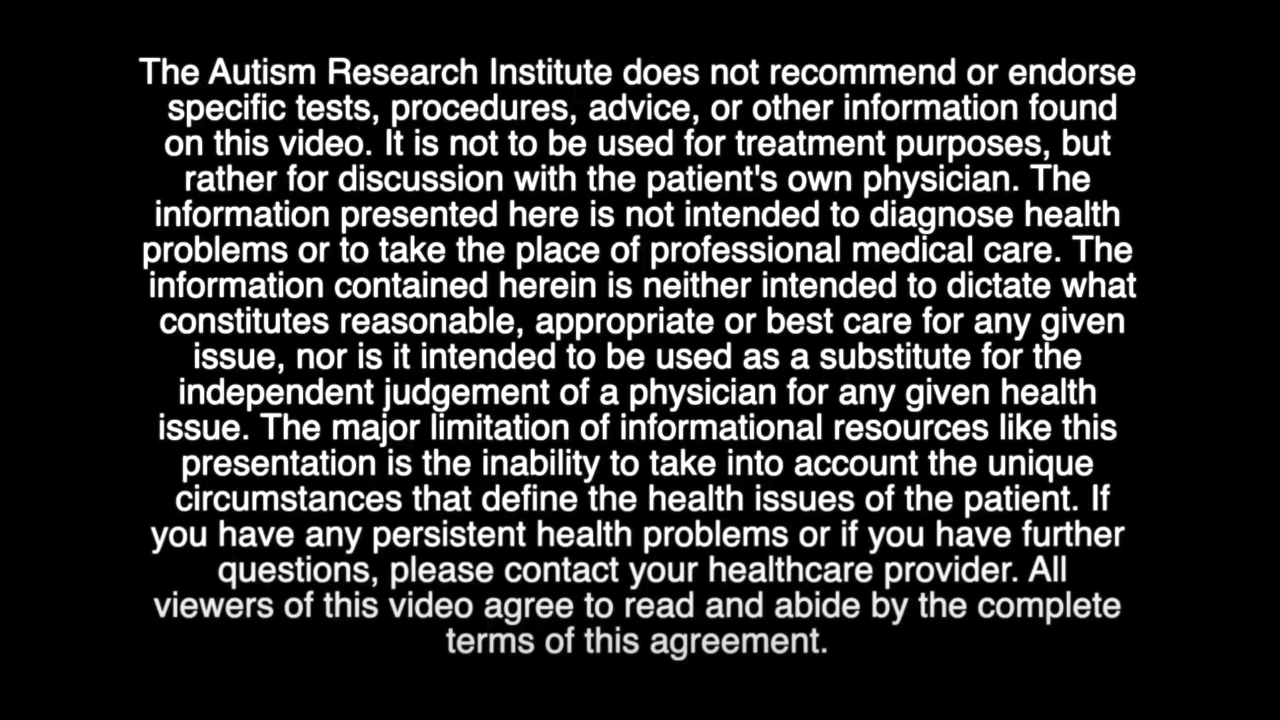 The Autism Research Institute does not recommend or endorse
specific tests, procedures, advice, or other information found
on this video. It is not to be used for treatment purposes, but
rather for discussion with the patient's own physician. The
information presented here is not intended to diagnose health
problems or to take the place of professional medical care. The
information contained herein is neither intended to dictate what
constitutes reasonable, appropriate or best care for any given
issue, nor is it intended to be used as a substitute for the
independent judgement of a physician for any given health
issue. The major limitation of informational resources like this
presentation is the inability to take into account the unique
circumstances that define the health issues of the patient. If
you have any persistent health problems or if you have further
questions, please contact your healthcare provider. All
viewers of this video agree to read and abide by the complete
terms of this agreement.